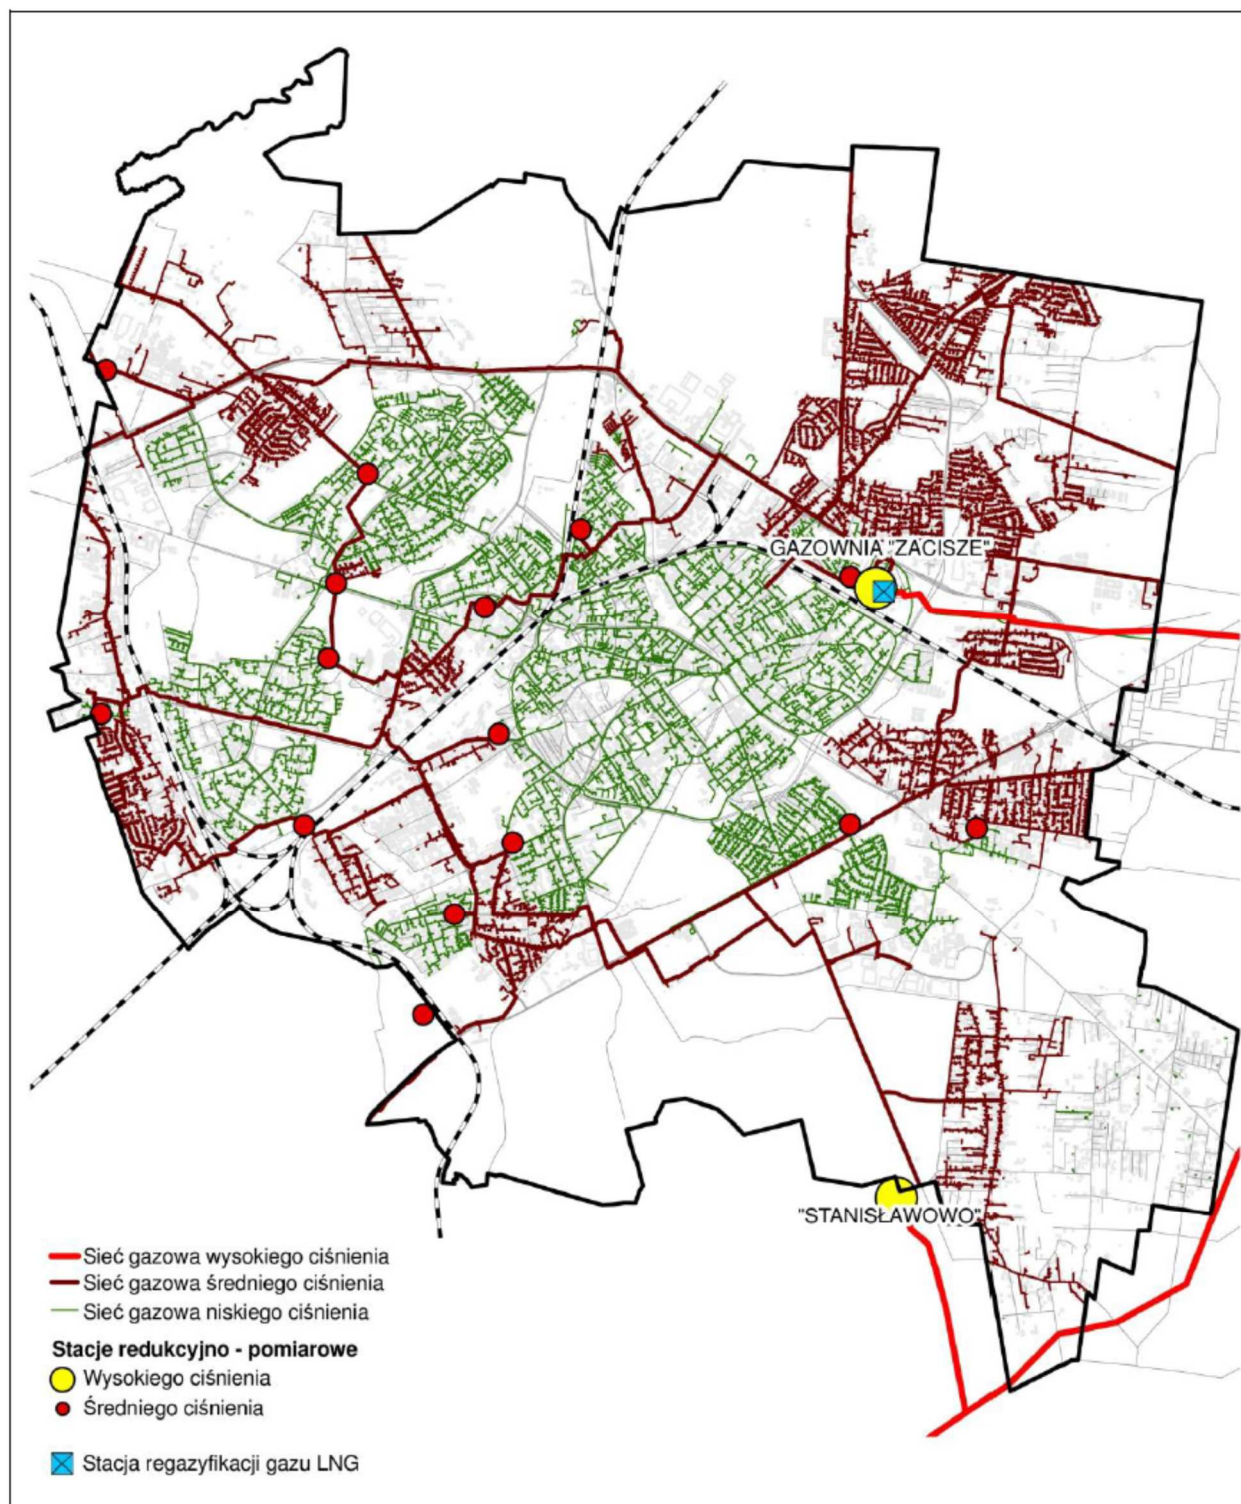 GAZOWNIA "ZACISZE"
"STANISŁAWOWO"
Sieć gazowa wysokiego ciśnienia
Sieć gazowa średniego ciśnienia
Sieć gazowa niskiego ciśnienia
Stacje redukcyjno - pomiarowe
Wysokiego ciśnienia
Średniego ciśnienia
Stacja regazyfikacji gazu LNG